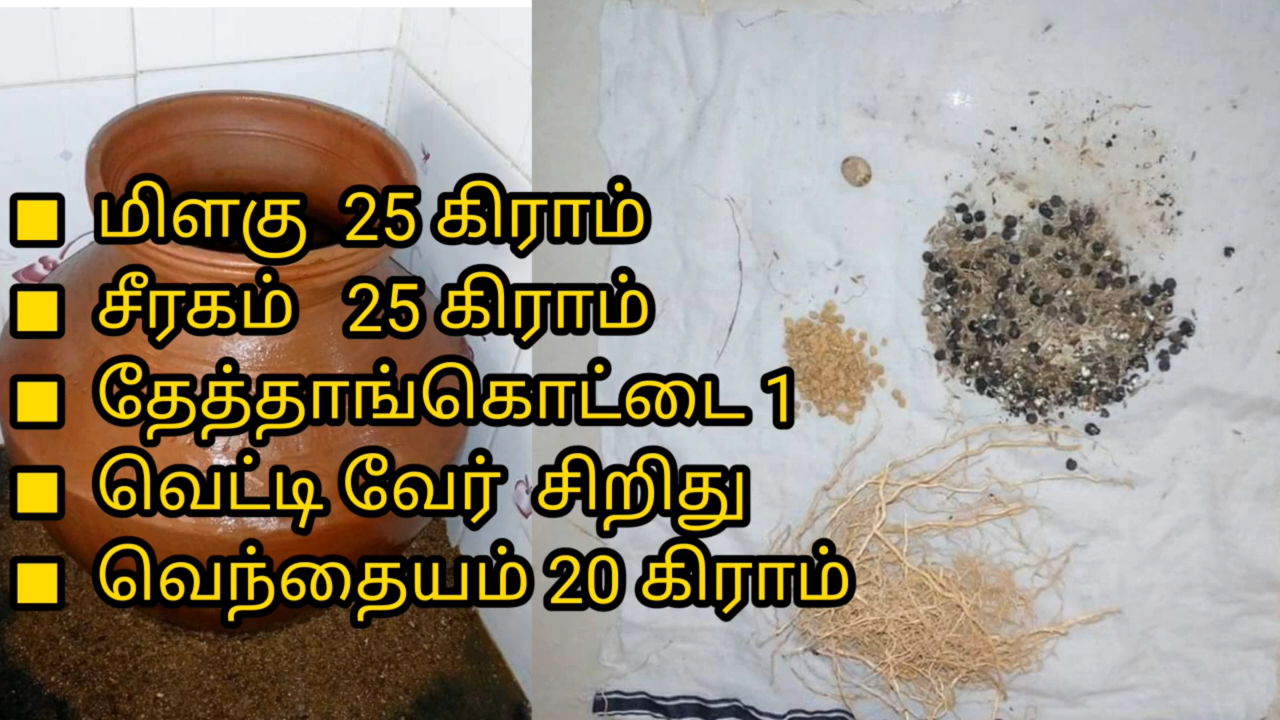 ■ மிளகு 25 கிராம்
■ சீரகம் 25 கிராம்
■ தேத்தாங்கொட்டை 1
■ வெட்டி வேர் சிறிது
■ வெந்தையம் 20 கிராம்